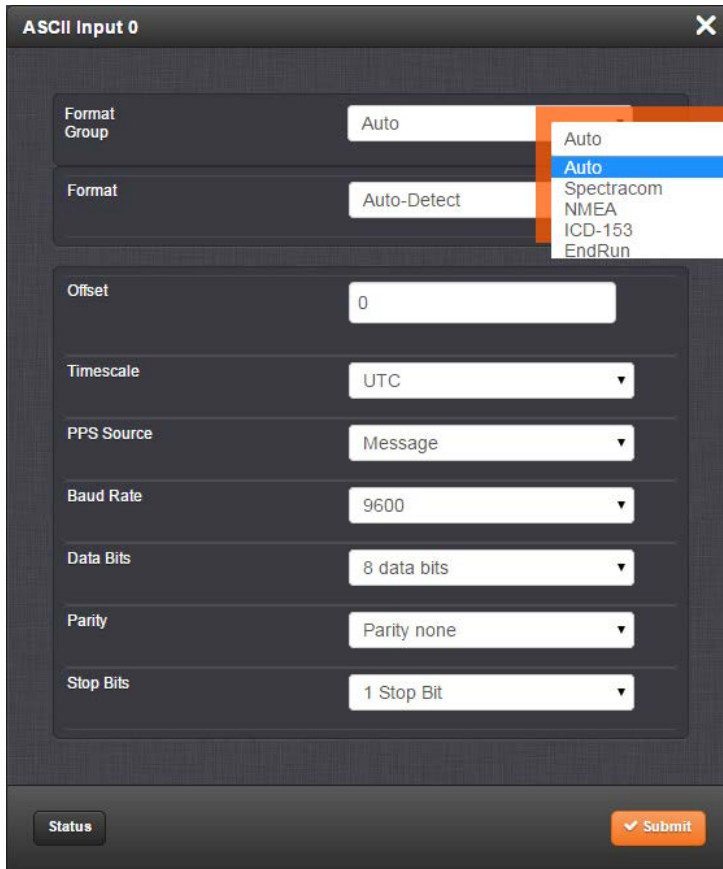 ASCII Input 0
Format
Group
Auto
Auto
Auto
Spectracom
NMEA
ICD-153
EndRun
Format
Auto-Detect
Offset
0
Timescale
UTC
PPS Source
Message
Baud Rate
9600
Data Bits
8 data bits
Parity
Parity none
Stop Bits
1 Stop Bit
Status
Submit